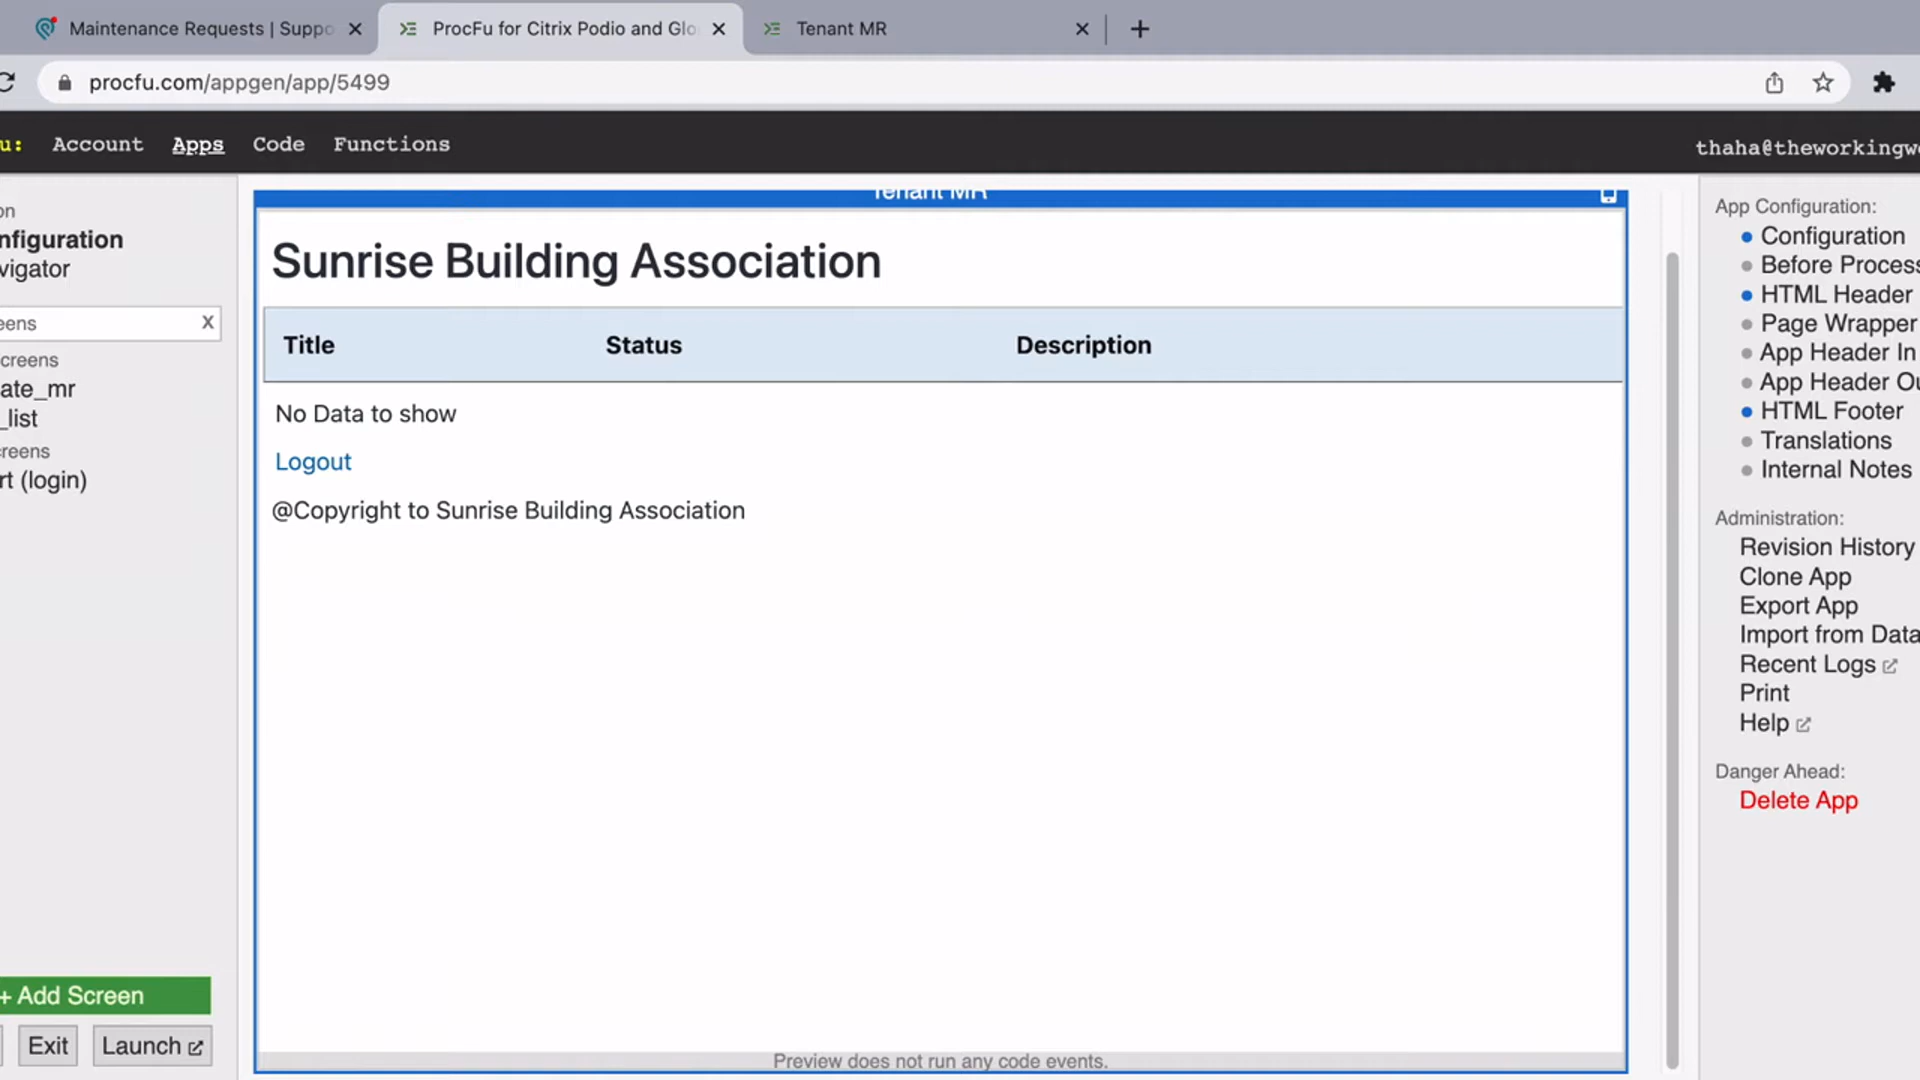 Maintenance Requests | Suppo
ProcFu for Citrix Podio and Glo
Tenant MR
procfu.com/appgen/app/5499
u:
Account
Apps
Code
Functions
thaha@theworkingwe
on
nfiguration
vigator
eens
X
creens
ate_mr
_list
reens
rt (login)
+ Add Screen
Exit
Launch
Tenant MR
Sunrise Building Association
Title
Status
Description
No Data to show
Logout
@Copyright to Sunrise Building Association
Preview does not run any code events.
App Configuration:
Configuration
Before Process
HTML Header
Page Wrapper
App Header In
App Header Ou
HTML Footer
Translations
Internal Notes
Administration:
Revision History
Clone App
Export App
Import from Data
Recent Logs
Print
Help
Danger Ahead:
Delete App